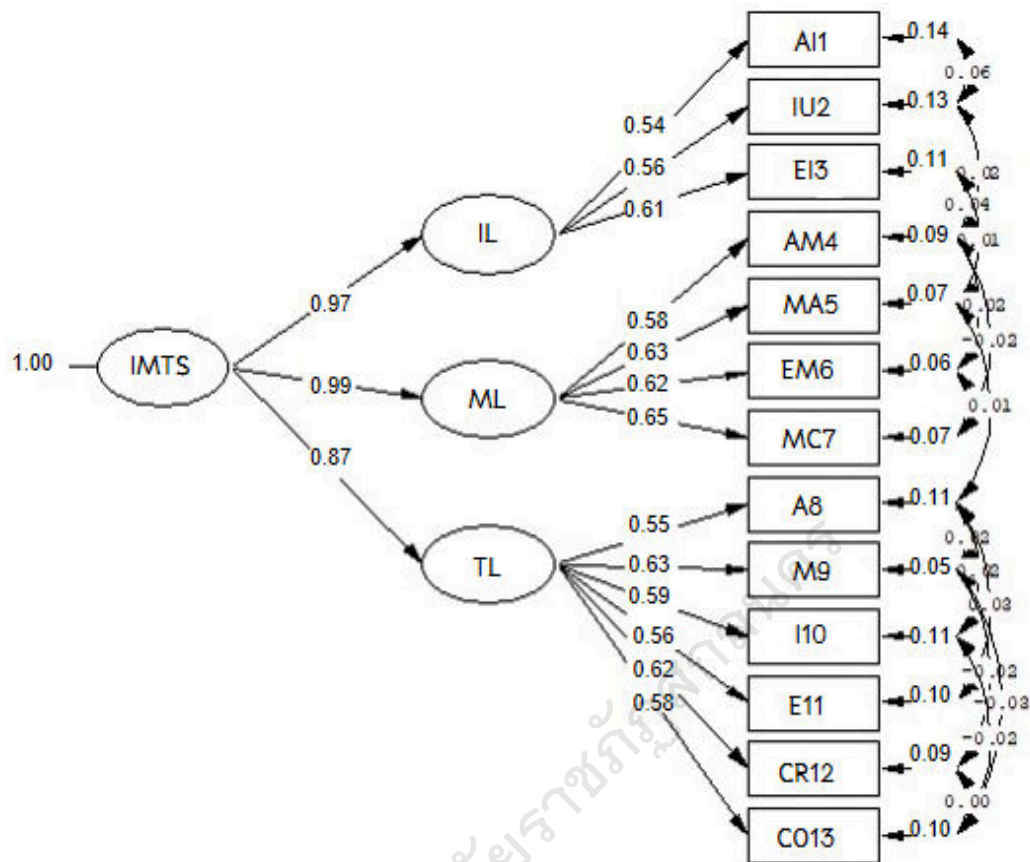 1.00
IMTS
0.97
0.99
0.87
IL
ML
TL
0.54
0.56
0.61
0.58
0.63
0.62
0.65
0.55
0.63
0.59
0.56
0.62
0.58
AI1 0.14
0.06
IU2 0.13
EI3 0.11
0.02
0.04
AM4 0.09
0.01
MA5 0.07
0.02
-0.02
EM6 0.06
0.01
MC7 0.07
A8 0.11
0.02
M9 0.05
0.02
0.03
I10 0.11
-0.02
E11 0.10
-0.03
-0.02
CR12 0.09
0.00
CO13 0.10